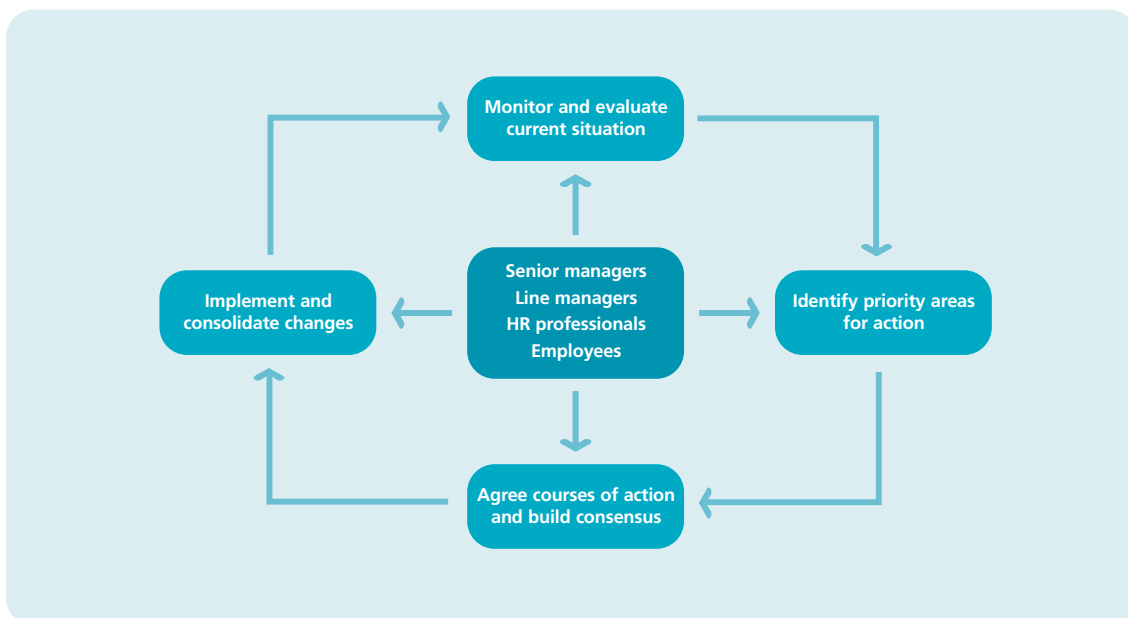 Monitor and evaluate
current situation
Senior managers
Line managers
HR professionals
Employees
Implement and
consolidate changes
Identify priority areas
for action
Agree courses of action
and build consensus